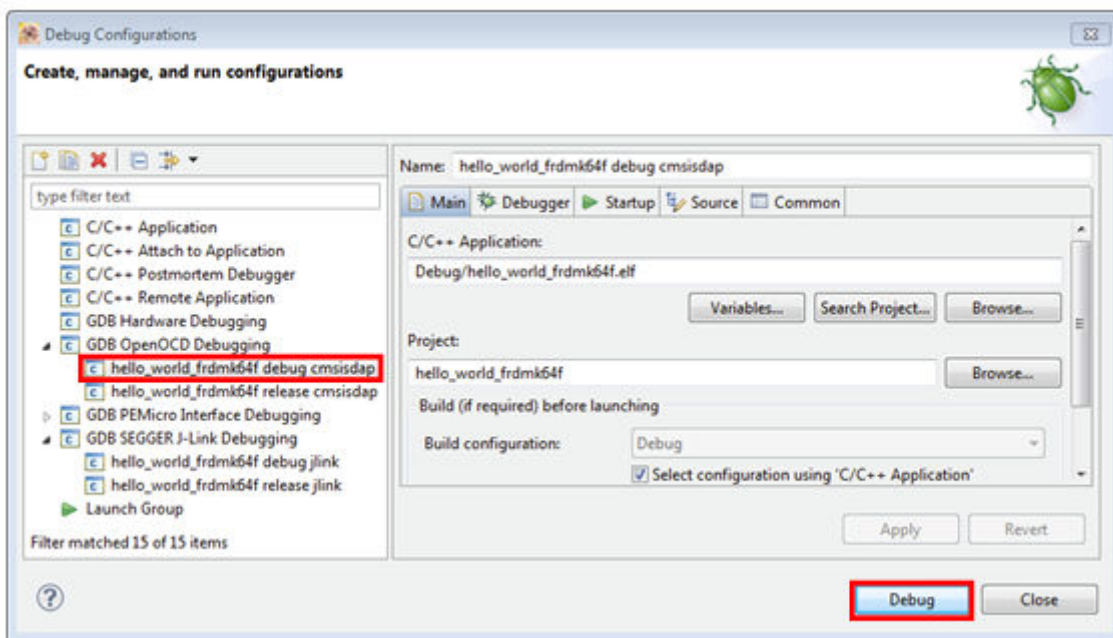 Debug Configurations
Create, manage, and run configurations
type filter text
C/C++ Application
C/C++ Attach to Application
C/C++ Postmortem Debugger
C/C++ Remote Application
GDB Hardware Debugging
GDB OpenOCD Debugging
hello_world_frdmk64f debug cmsisdap
hello_world_frdmk64f release cmsisdap
GDB PEMicro Interface Debugging
GDB SEGGER J-Link Debugging
hello_world_frdmk64f debug jlink
hello_world_frdmk64f release jlink
Launch Group
Filter matched 15 of 15 items
Name: hello_world_frdmk64f debug cmsisdap
Main Debugger Startup Source Common
C/C++ Application:
Debug/hello_world_frdmk64f.elf
Variables... Search Project... Browse...
Project:
hello_world_frdmk64f
Browse...
Build (if required) before launching
Build configuration: Debug
Select configuration using 'C/C++ Application'
Apply Revert
Debug Close